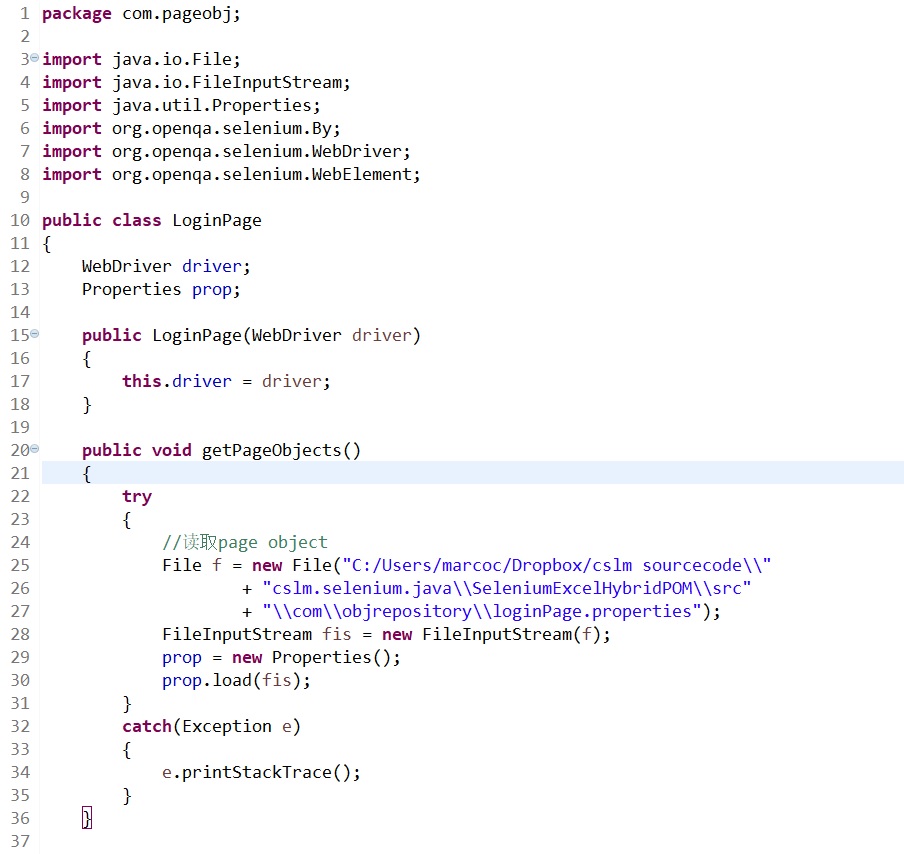 1 package com.pageobj;
2
3 import java.io.File;
4 import java.io.FileInputStream;
5 import java.util.Properties;
6 import org.openqa.selenium.By;
7 import org.openqa.selenium.WebDriver;
8 import org.openqa.selenium.WebElement;
9
10 public class LoginPage
11 {
12     WebDriver driver;
13     Properties prop;
14
15     public LoginPage(WebDriver driver)
16     {
17         this.driver = driver;
18     }
19
20     public void getPageObjects()
21     {
22         try
23         {
24             //读取page object
25             File f = new File("C:/Users/marcoc/Dropbox/cslm sourcecode\\"
26                     + "cslm.selenium.java\\SeleniumExcelHybridPOM\\src"
27                     + "\\com\\objrepository\\loginPage.properties");
28             FileInputStream fis = new FileInputStream(f);
29             prop = new Properties();
30             prop.load(fis);
31         }
32         catch(Exception e)
33         {
34             e.printStackTrace();
35         }
36     }
37